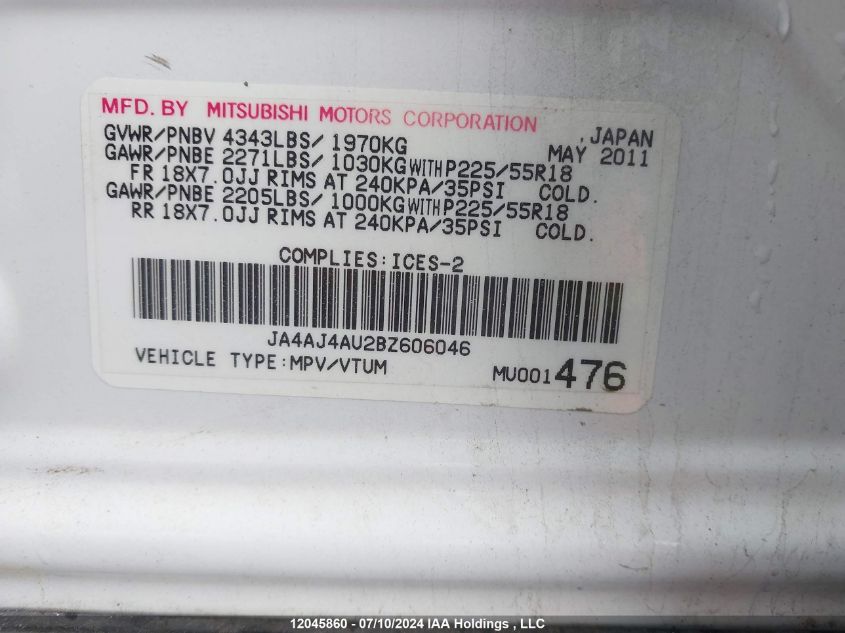 MFD. BY MITSUBISHI MOTORS CORPORATION
, JAPAN
GVWR/PNBV 4343LBS/ 1970KG MAY 2011
GAWR/PNBE 2271LBS/ 1030KG WITH P225/55R18
FR 18X7.0JJ RIMS AT 240KPA/35PSI COLD.
GAWR/PNBE 2205LBS/ 1000KG WITH P225/55R18
RR 18X7.0JJ RIMS AT 240KPA/35PSI COLD.
COMPLIES:ICES-2
JA4AJ4AU2BZ606046
VEHICLE TYPE:MPV/VTUM MU001476
12045860 - 07/10/2024 IAA Holdings , LLC